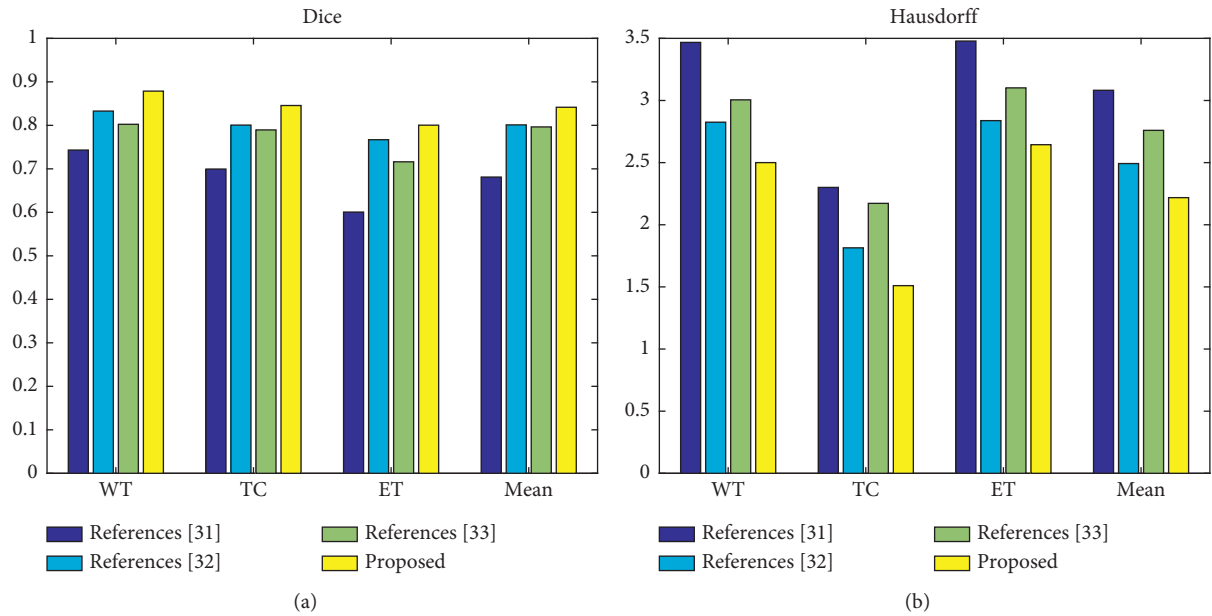 Dice
1
0.9
0.8
0.7
0.6
0.5
0.4
0.3
0.2
0.1
0
WT TC ET Mean
References [31] References [33]
References [32] Proposed
(a)
Hausdorff
3.5
3
2.5
2
1.5
1
0.5
0
WT TC ET Mean
References [31] References [33]
References [32] Proposed
(b)